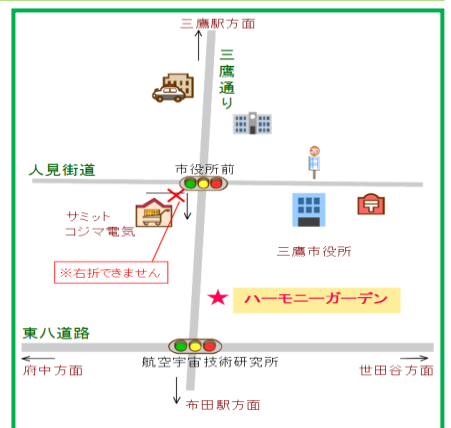 三鷹駅方面
三鷹通り
人見街道
市役所前
サミット
コジマ電気
三鷹市役所
※右折できません
★ ハーモニーガーデン
東八道路
航空宇宙技術研究所
府中方面
世田谷方面
布田駅方面